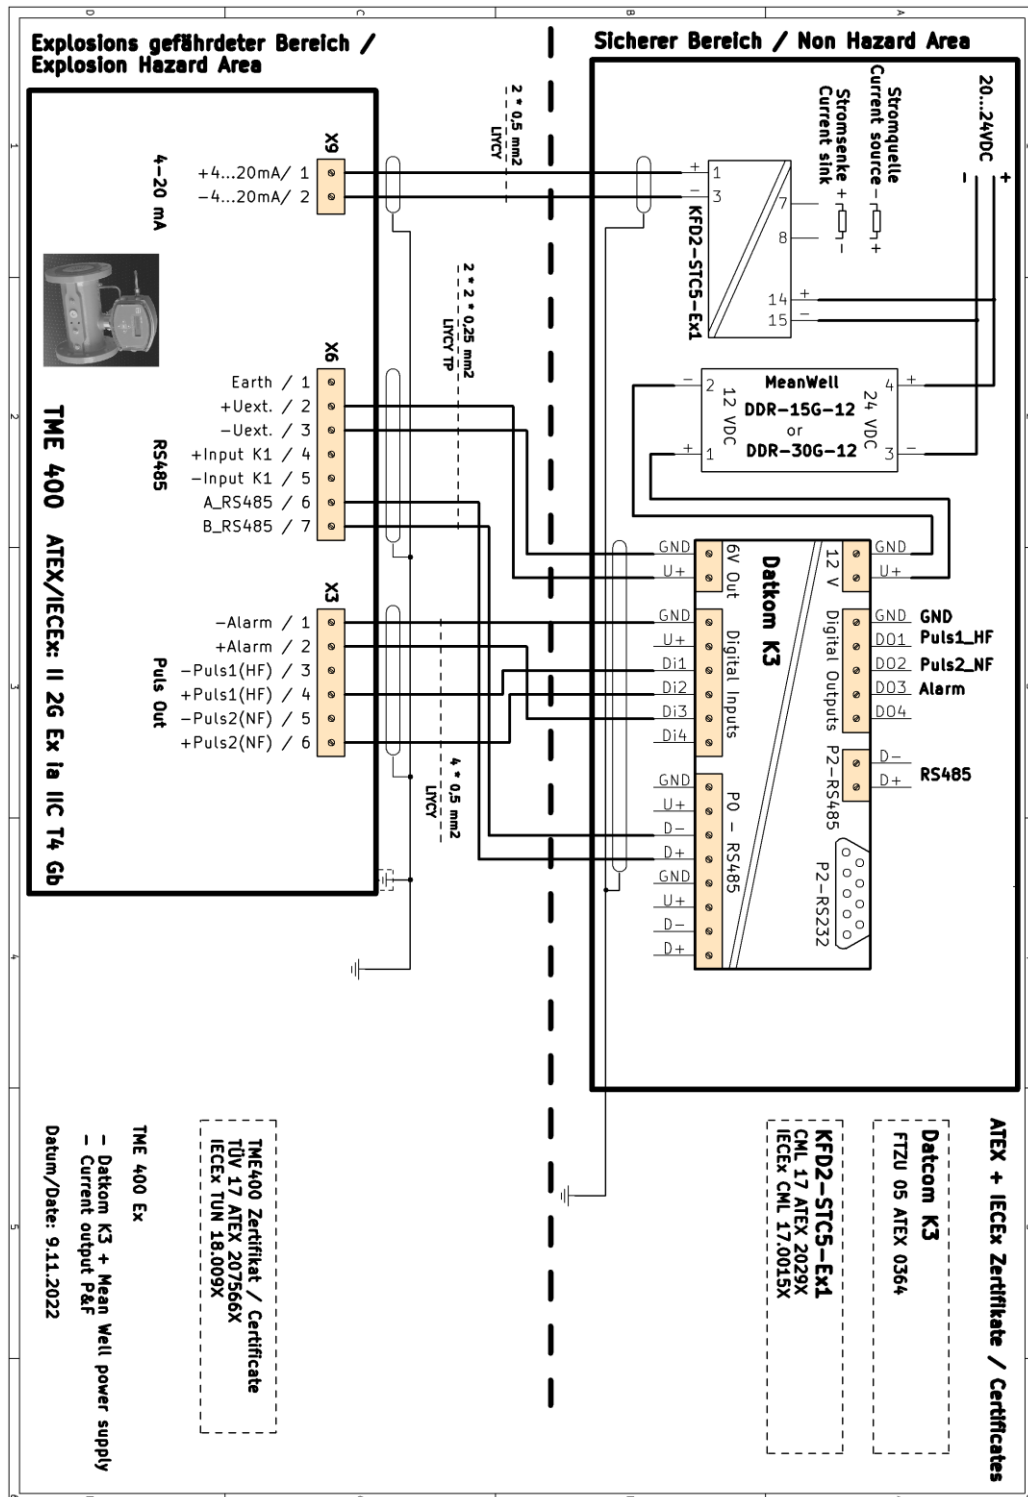 D
C
B
A
1
2
3
4
5
Explosions gefährdeter Bereich /
Explosion Hazard Area
Sicherer Bereich / Non Hazard Area
20...24VDC
-
+
Stromquelle
Current source
- +
Stromsenke
Current sink
+ -
2 * 0,5 mm2
LIYCY
X9
+4...20mA/ 1
-4...20mA/ 2
4-20 mA
+ 1
- 3
7
8
14 +
15 -
KFD2-STC5-Ex1
2 * 2 * 0,25 mm2
LIYCY TP
X6
Earth / 1
+Uext. / 2
-Uext. / 3
+Input K1 / 4
-Input K1 / 5
A_RS485 / 6
B_RS485 / 7
RS485
- 2
+ 1
12 VDC
MeanWell
DDR-15G-12
or
DDR-30G-12
24 VDC
4 +
3 -
X3
-Alarm / 1
+Alarm / 2
-Puls1(HF) / 3
+Puls1(HF) / 4
-Puls2(NF) / 5
+Puls2(NF) / 6
Puls Out
4 * 0,5 mm2
LIYCY
TME 400 ATEX/IECEx: II 2G Ex ia IIC T4 Gb
Datkom K3
GND
U+
6V Out
GND
U+
Di1
Di2
Di3
Di4
Digital Inputs
GND
U+
D-
D+
GND
U+
D-
D+
P0 - RS485
12 V
GND
U+
Digital Outputs
GND GND
DO1 Puls1_HF
DO2 Puls2_NF
DO3 Alarm
DO4
P2-RS485
D-
D+
RS485
P2-RS232
ATEX + IECEx Zertifikate / Certificates
Datcom K3
FTZU 05 ATEX 0364
KFD2-STC5-Ex1
CML 17 ATEX 2029X
IECEx CML 17.0015X
TME400 Zertifikat / Certificate
TÜV 17 ATEX 207566X
IECEx TUN 18.009X
TME 400 Ex
- Datkom K3 + Mean Well power supply
- Current output P&F
Datum/Date: 9.11.2022